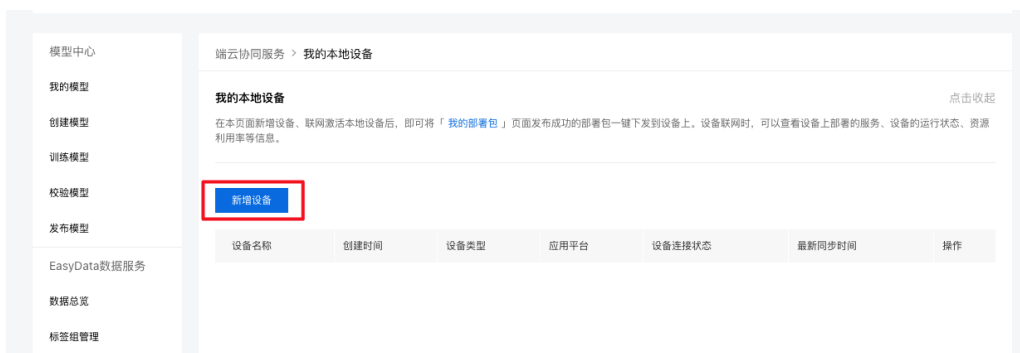 模型中心
我的模型
创建模型
训练模型
校验模型
发布模型
EasyData数据服务
数据总览
标签组管理
端云协同服务 > 我的本地设备
我的本地设备
点击收起
在本页面新增设备、联网激活本地设备后，即可将「 我的部署包 」页面发布成功的部署包一键下发到设备上。设备联网时，可以查看设备上部署的服务、设备的运行状态、资源
利用率等信息。
新增设备
设备名称 创建时间 设备类型 应用平台 设备连接状态 最新同步时间 操作